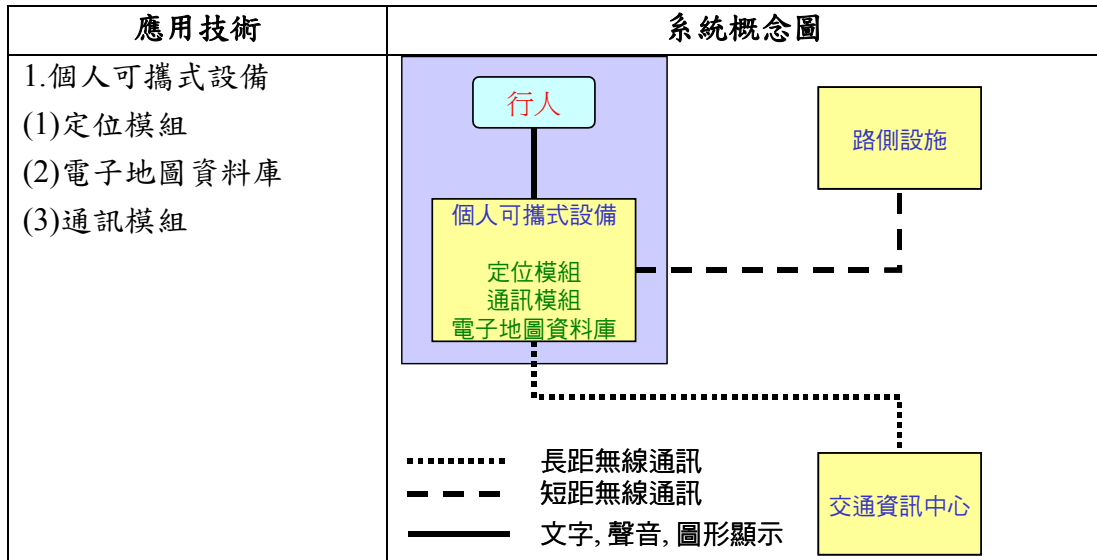 應用技術
系統概念圖
1.個人可攜式設備
(1)定位模組
(2)電子地圖資料庫
(3)通訊模組
行人
路側設施
個人可攜式設備
定位模組
通訊模組
電子地圖資料庫
長距無線通訊
短距無線通訊
文字, 聲音, 圖形顯示
交通資訊中心